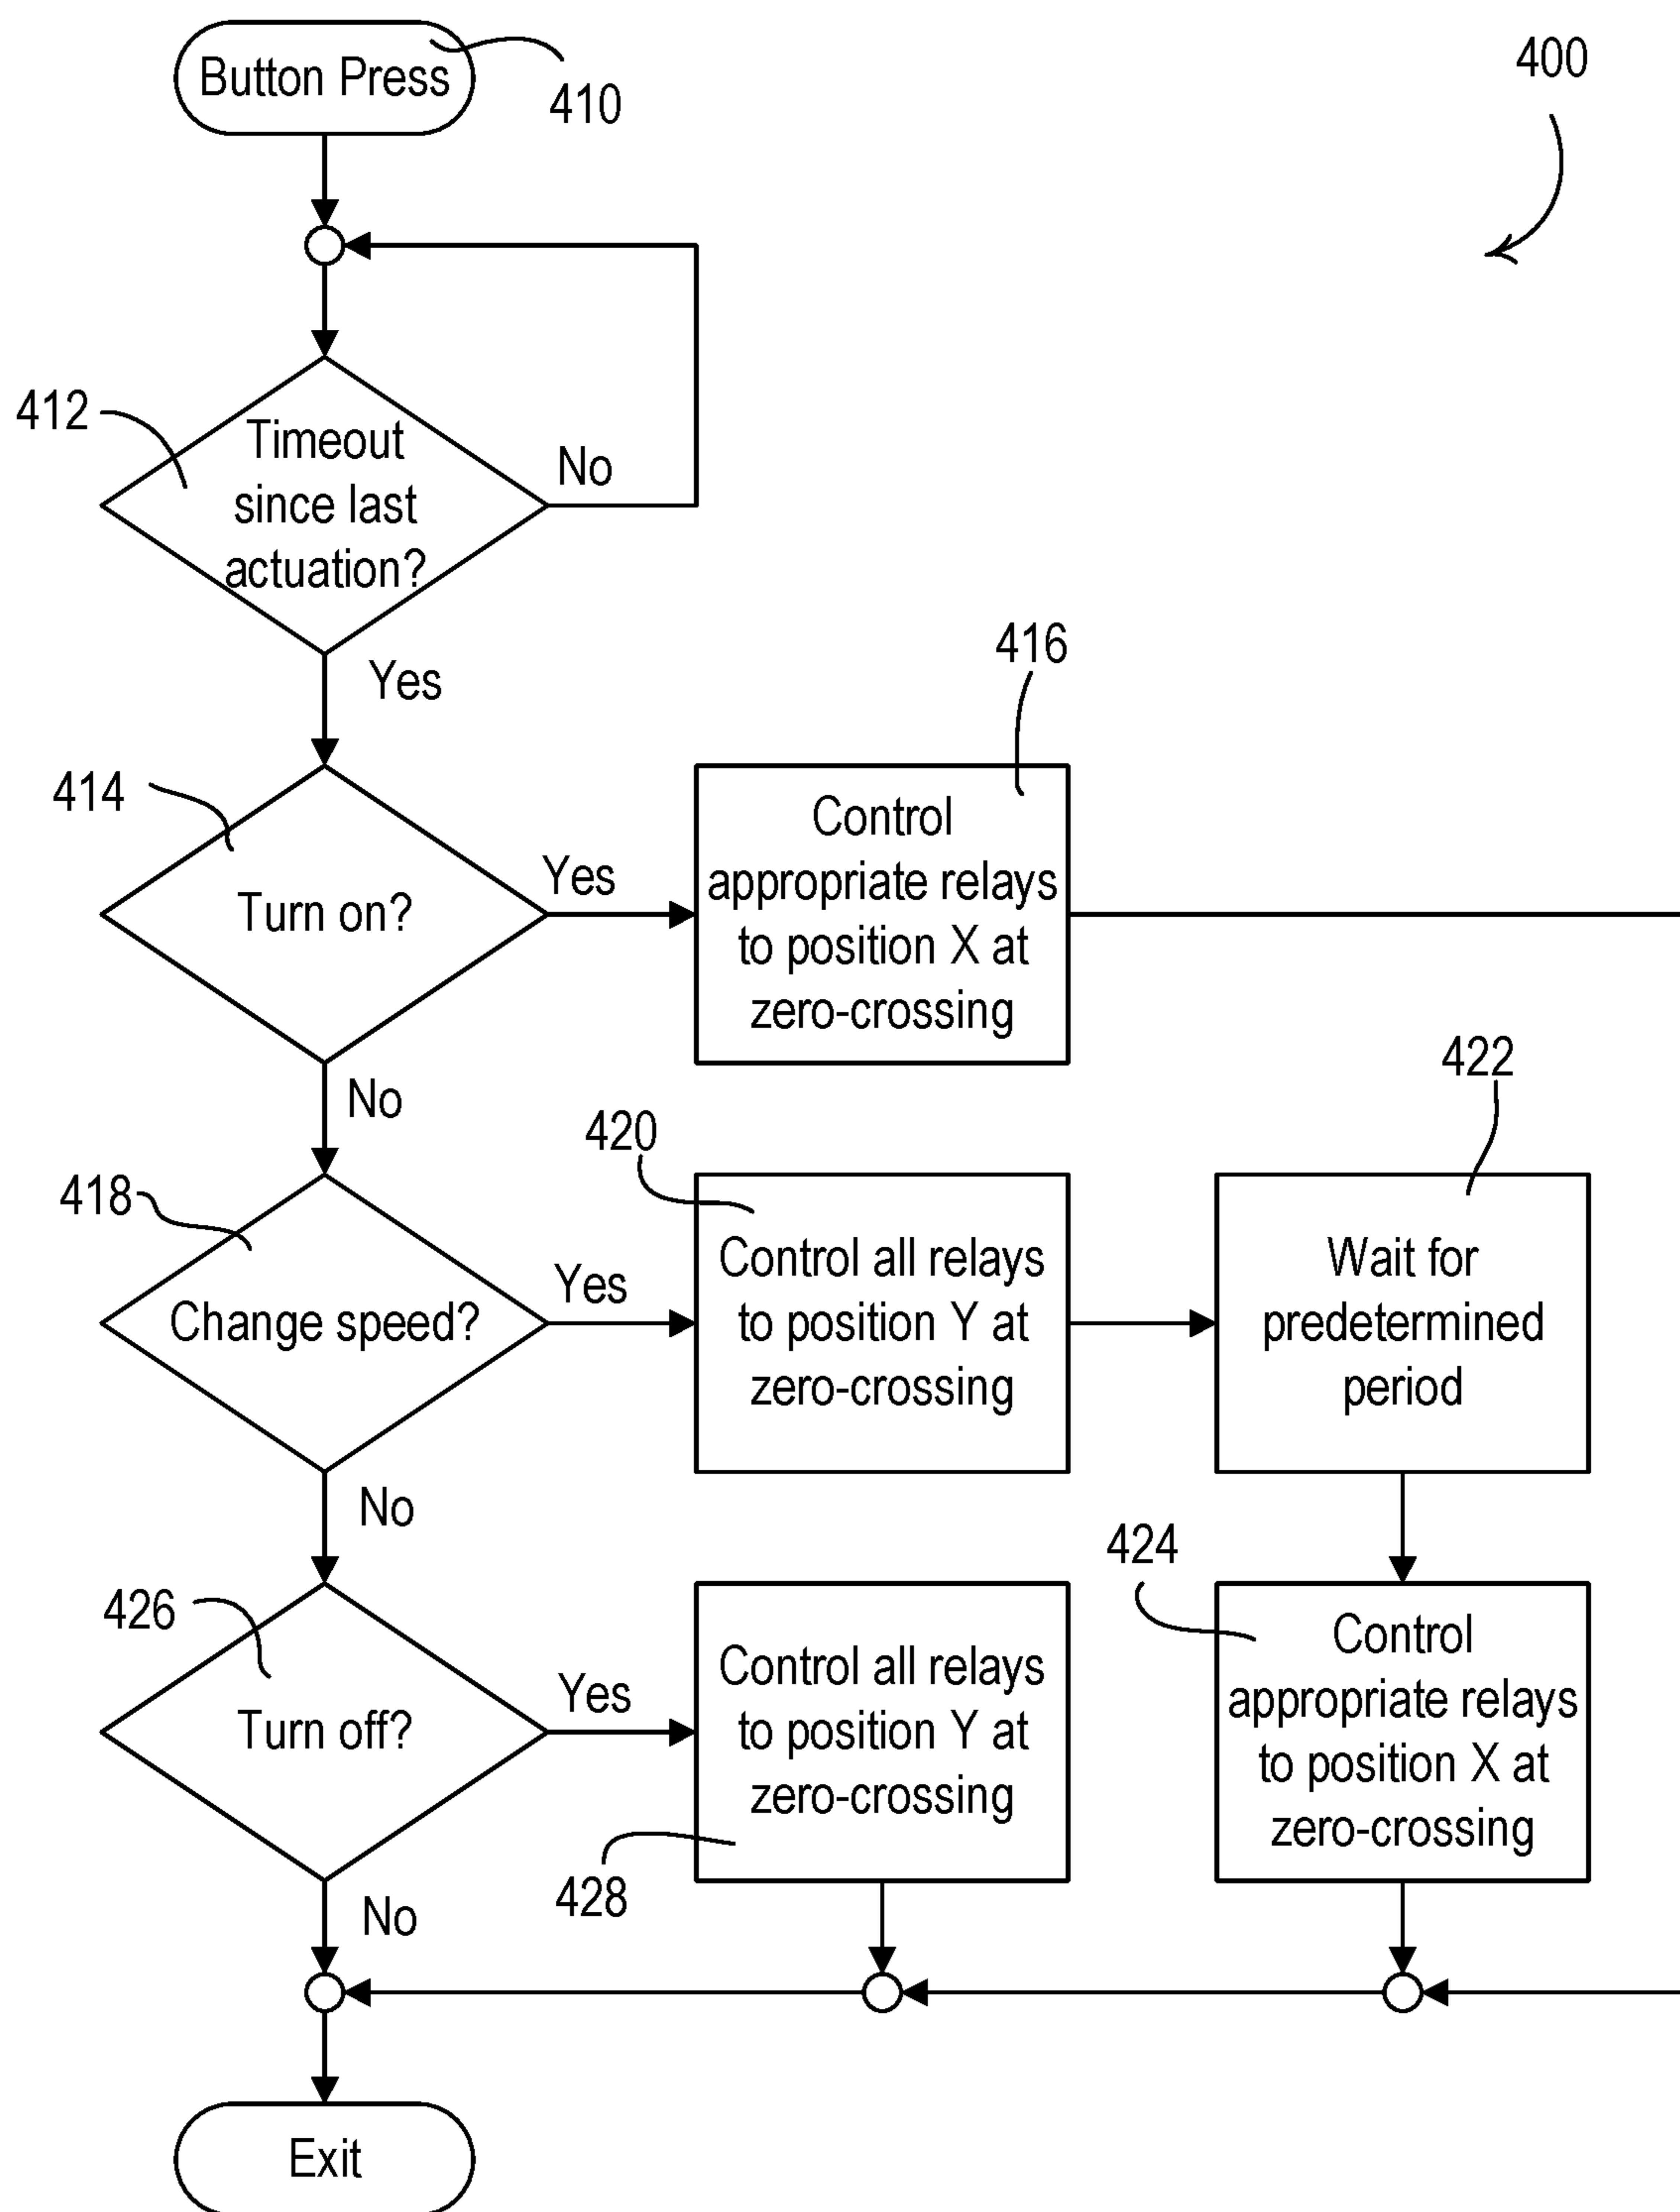 Button Press
410
400
412
Timeout
since last
actuation?
No
Yes
414
Turn on?
Yes
416
Control
appropriate relays
to position X at
zero-crossing
No
418
Change speed?
Yes
420
Control all relays
to position Y at
zero-crossing
422
Wait for
predetermined
period
No
426
Turn off?
Yes
Control all relays
to position Y at
zero-crossing
428
424
Control
appropriate relays
to position X at
zero-crossing
No
Exit